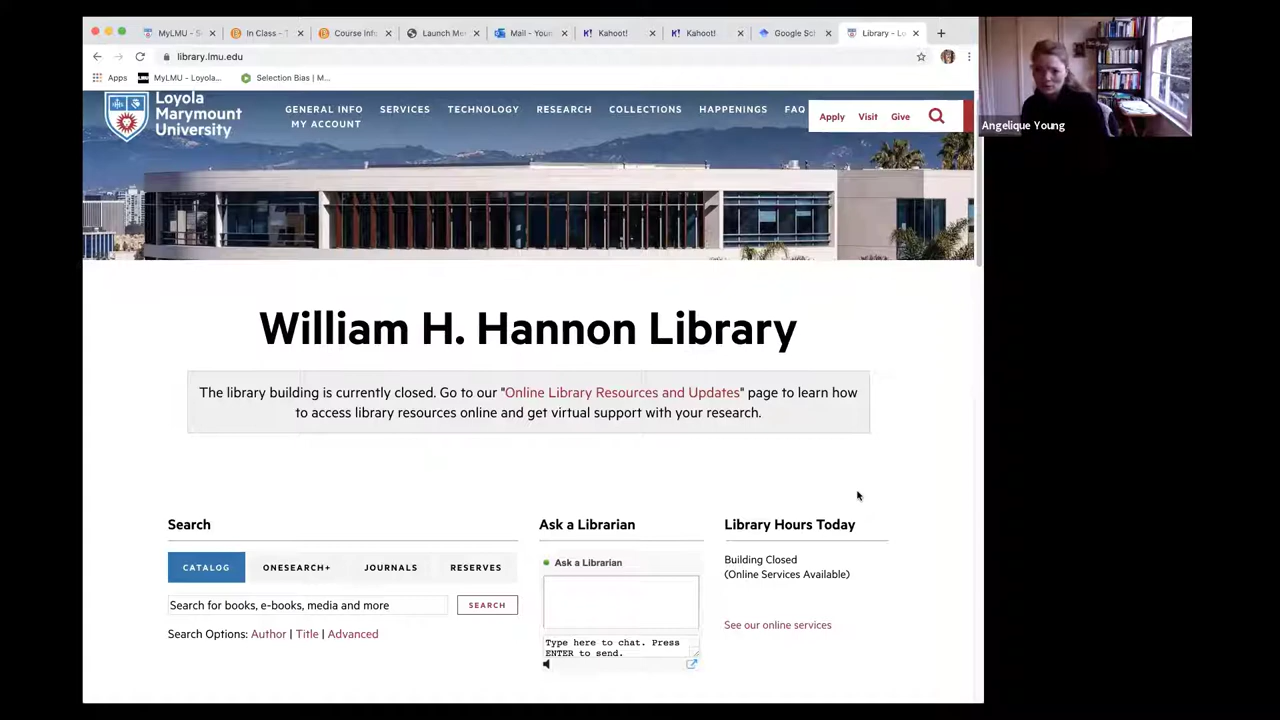 MyLMU - S
In Class - T
Course Info
Launch Me
Mail - You
Kahoot!
Kahoot!
Google Sc
Library - Lo
library.lmu.edu
Apps
MyLMU - Loyola...
Selection Bias | M...
Loyola
Marymount
University
GENERAL INFO
SERVICES
TECHNOLOGY
RESEARCH
COLLECTIONS
HAPPENINGS
FAQ
MY ACCOUNT
Apply
Visit
Give
Angelique Young
William H. Hannon Library
The library building is currently closed. Go to our "Online Library Resources and Updates" page to learn how
to access library resources online and get virtual support with your research.
Search
CATALOG
ONESEARCH+
JOURNALS
RESERVES
Search for books, e-books, media and more
SEARCH
Search Options: Author | Title | Advanced
Ask a Librarian
Ask a Librarian
Type here to chat. Press
ENTER to send.
Library Hours Today
Building Closed
(Online Services Available)
See our online services